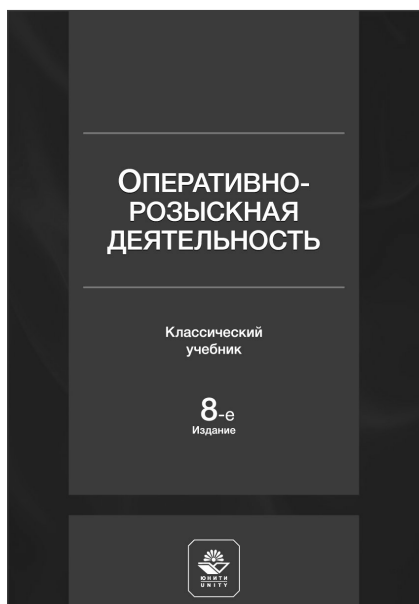 ОПЕРАТИВНО-
РОЗЫСКНАЯ
ДЕЯТЕЛЬНОСТЬ
Классический
учебник
8-е
Издание
ЮНИТИ
UNITY